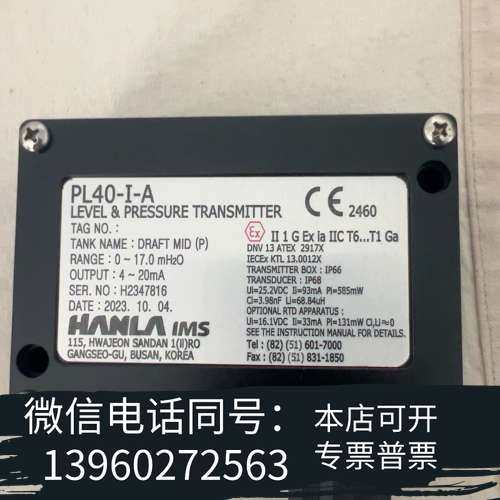 PL40-I-A
LEVEL & PRESSURE TRANSMITTER
TAG NO. :
TANK NAME : DRAFT MID (P)
RANGE : 0 ~ 17.0 mH2O
OUTPUT : 4 ~ 20mA
SER. NO : H2347816
DATE : 2023. 10. 04.
HANLA IMS
115, HWAJEON SANDAN 1(il)RO
GANGSEO-GU, BUSAN, KOREA
CE 2460
Ex II 1 G Ex ia IIC T6...T1 Ga
DNV 13 ATEX 2917X
IECEx KTL 13.0012X
TRANSMITTER BOX : IP66
TRANSDUCER : IP68
Ui=25.2VDC Ii=93mA Pi=585mW
Ci=3.98nF Li=68.84uH
OPTIONAL RTD APPARATUS :
Ui=16.1VDC Ii=33mA Pi=131mW Ci,Li≈0
SEE THE INSTRUCTION MANUAL FOR DETAILS.
Tel : (82) (51) 601-7000
Fax : (82) (51) 831-1850
微信电话同号：
13960272563
本店可开
专票普票